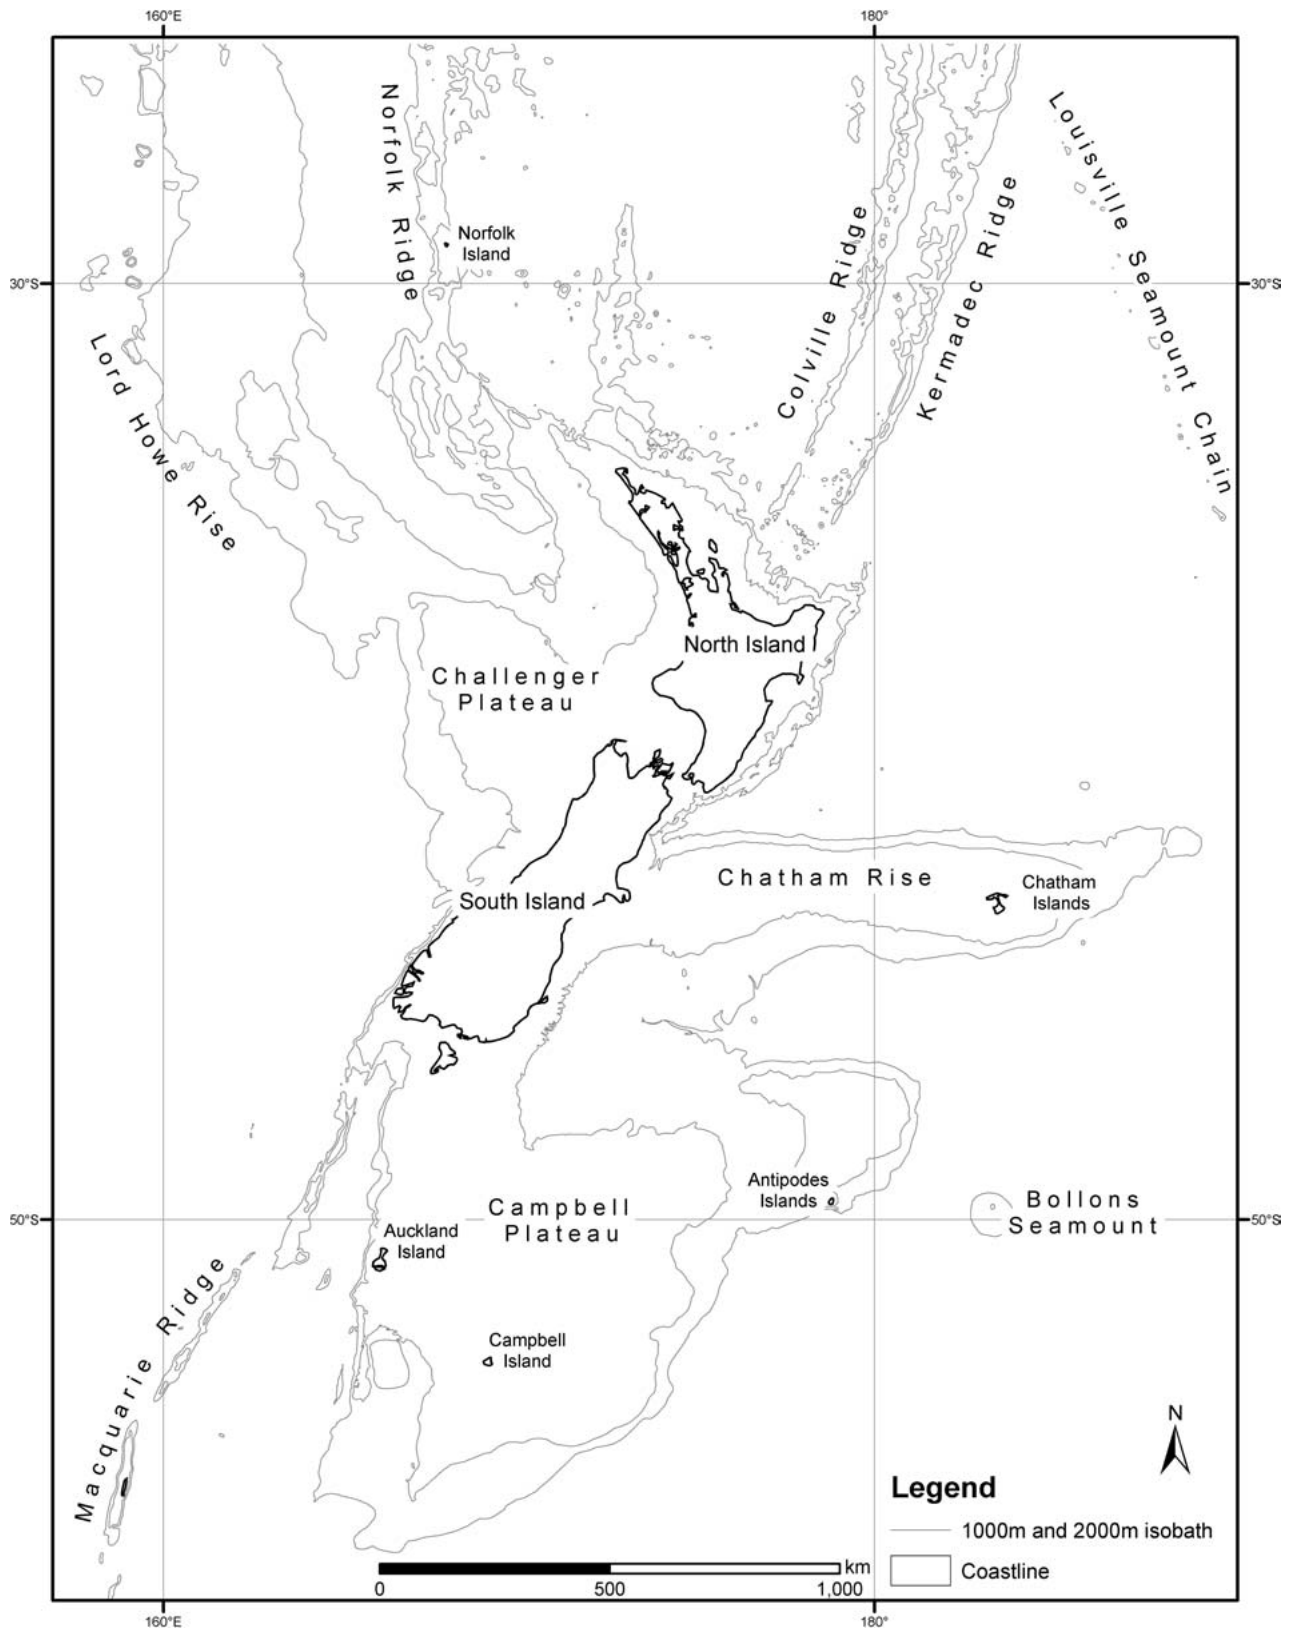 160°E
180°
Norfolk Ridge
Norfolk
Island
Louisville Seamount Chain
Colville Ridge
Kermadec Ridge
30°S
30°S
Lord Howe Rise
North Island
Challenger
Plateau
Chatham Rise
Chatham
Islands
South Island
Antipodes
Islands
Bollons
Seamount
50°S
50°S
Campbell
Plateau
Auckland
Island
Macquarie Ridge
Campbell
Island
N
Legend
1000m and 2000m isobath
Coastline
km
0
500
1,000
160°E
180°